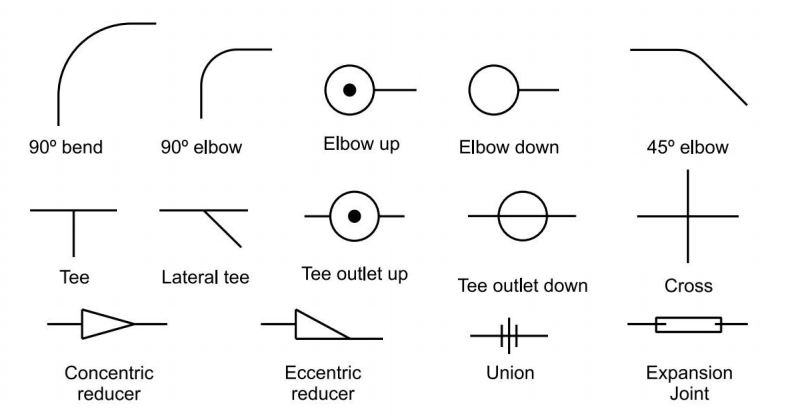 90º bend
90º elbow
Elbow up
Elbow down
45º elbow
Tee
Lateral tee
Tee outlet up
Tee outlet down
Cross
Concentric
reducer
Eccentric
reducer
Union
Expansion
Joint